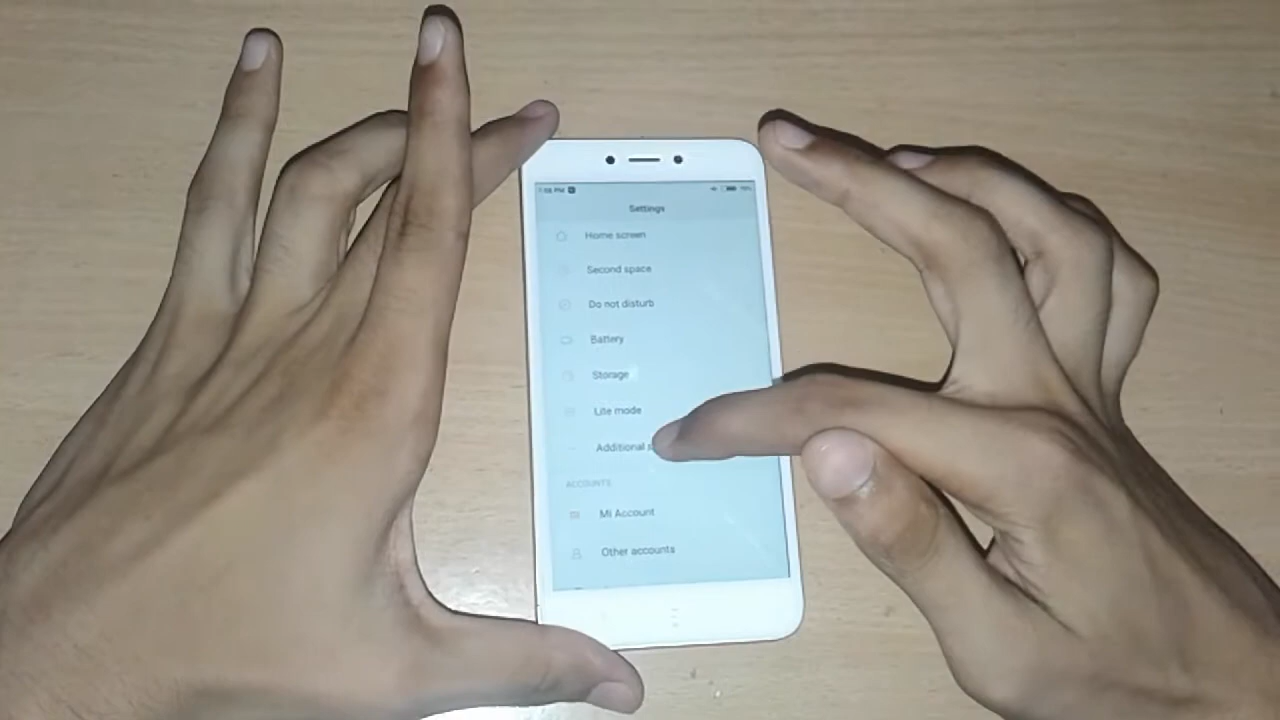 Settings
Home screen
Second space
Do not disturb
Battery
Storage
Lite mode
Additional
ACCOUNTS
Mi Account
Other accounts